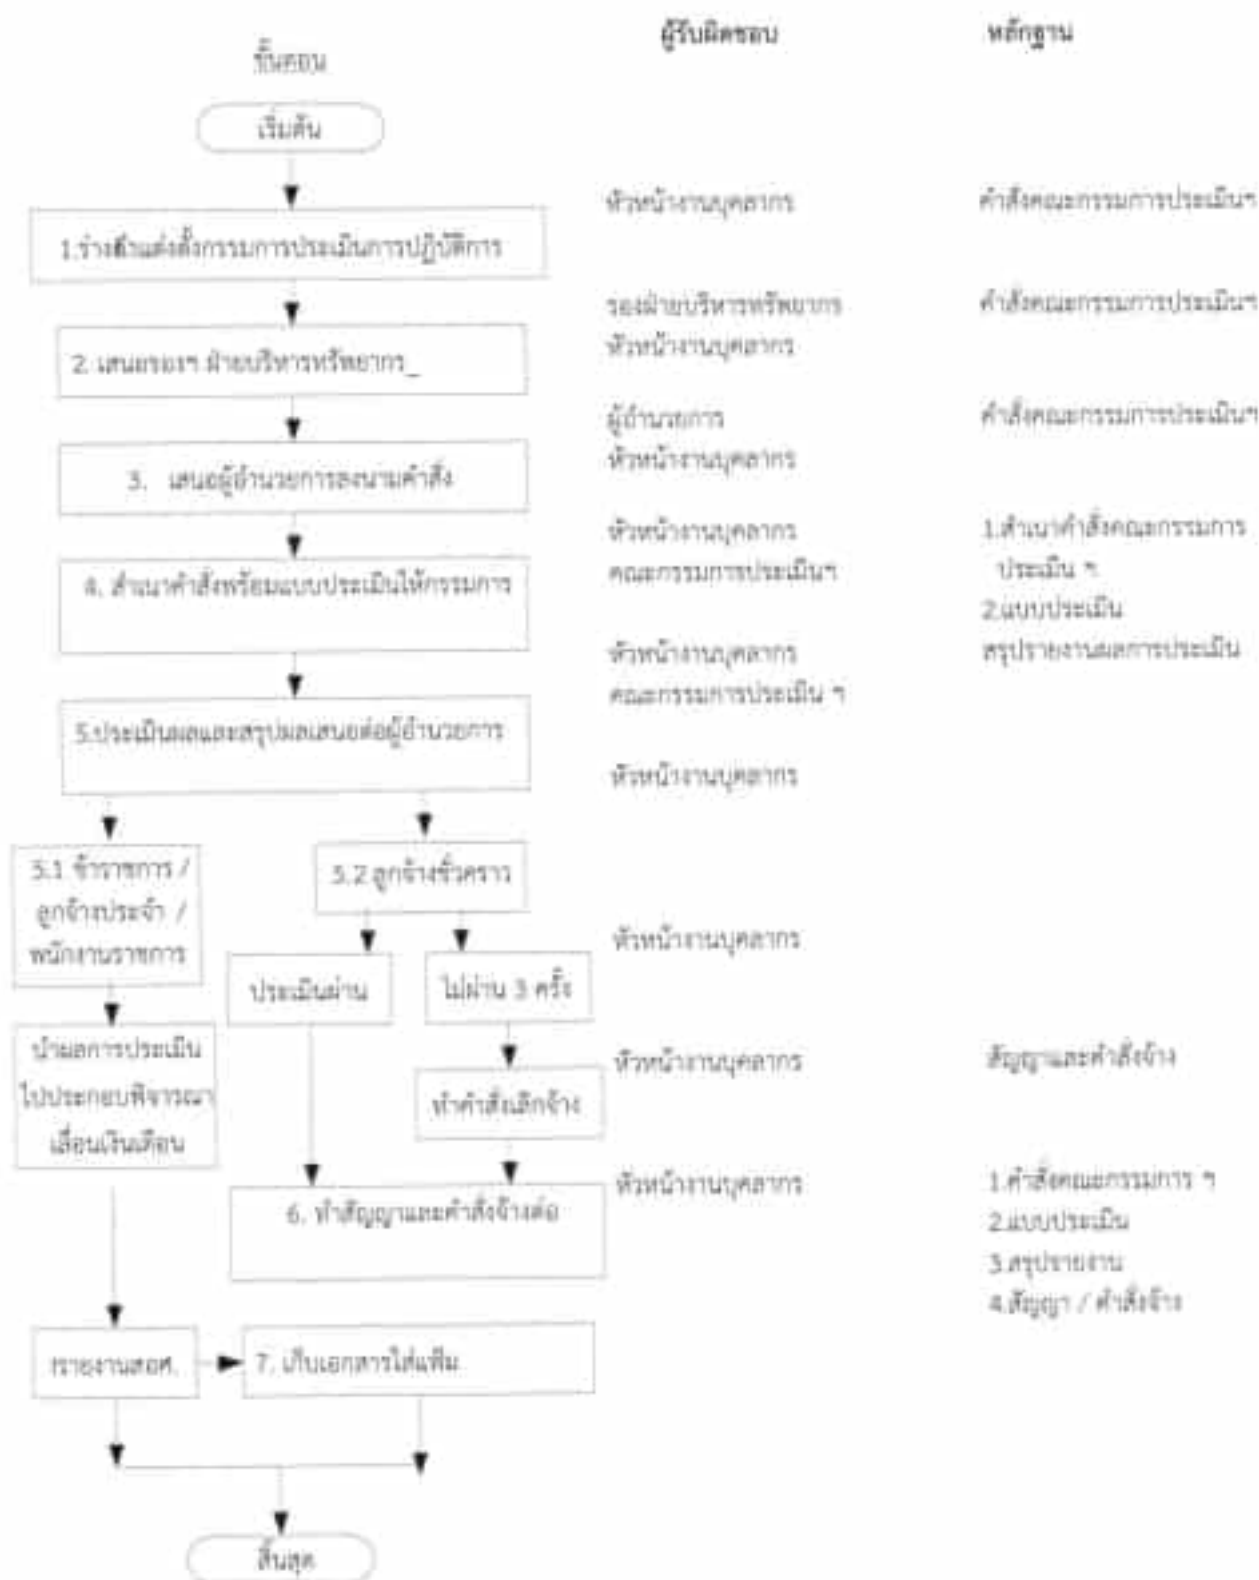 ขั้นตอน
ผู้รับผิดชอบ
หลักฐาน
เริ่มต้น
1.ร่างคำแต่งตั้งกรรมการประเมินการปฏิบัติการ
หัวหน้างานบุคลากร
คำสั่งคณะกรรมการประเมินฯ
2. เสนอรองฯ ฝ่ายบริหารทรัพยากร_
รองฝ่ายบริหารทรัพยากร
คำสั่งคณะกรรมการประเมินฯ
หัวหน้างานบุคลากร
3. เสนอผู้อำนวยการลงนามคำสั่ง
ผู้อำนวยการ
คำสั่งคณะกรรมการประเมินฯ
หัวหน้างานบุคลากร
4. สำเนาคำสั่งพร้อมแบบประเมินให้กรรมการ
หัวหน้างานบุคลากร
คณะกรรมการประเมินฯ
1.สำเนาคำสั่งคณะกรรมการ
ประเมิน ฯ
2.แบบประเมิน
5.ประเมินผลและสรุปผลเสนอต่อผู้อำนวยการ
หัวหน้างานบุคลากร
คณะกรรมการประเมิน ฯ
สรุปรายงานผลการประเมิน
หัวหน้างานบุคลากร
5.1 ข้าราชการ /
ลูกจ้างประจำ /
พนักงานราชการ
5.2 ลูกจ้างชั่วคราว
หัวหน้างานบุคลากร
ประเมินผ่าน
ไม่ผ่าน 3 ครั้ง
นำผลการประเมิน
ไปประกอบพิจารณา
เลื่อนเงินเดือน
ทำคำสั่งเลิกจ้าง
หัวหน้างานบุคลากร
สัญญาและคำสั่งจ้าง
6. ทำสัญญาและคำสั่งจ้างต่อ
หัวหน้างานบุคลากร
1.คำสั่งคณะกรรมการ ฯ
2.แบบประเมิน
3.สรุปรายงาน
4.สัญญา / คำสั่งจ้าง
รายงานสอศ.
7. เก็บเอกสารใส่แฟ้ม
สิ้นสุด